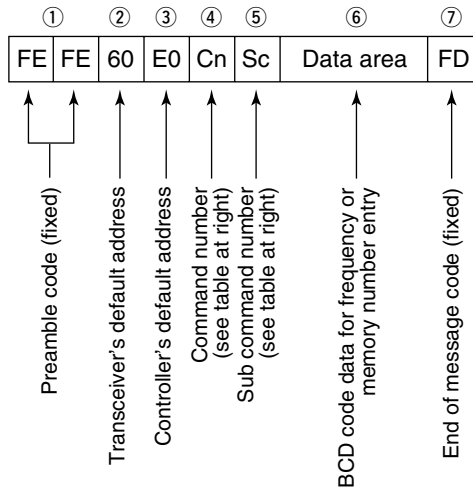 ① ② ③ ④ ⑤ ⑥ ⑦
FE FE 60 E0 Cn Sc Data area FD
Preamble code (fixed)
Transceiver's default address
Controller's default address
Command number
(see table at right)
Sub command number
(see table at right)
BCD code data for frequency or
memory number entry
End of message code (fixed)